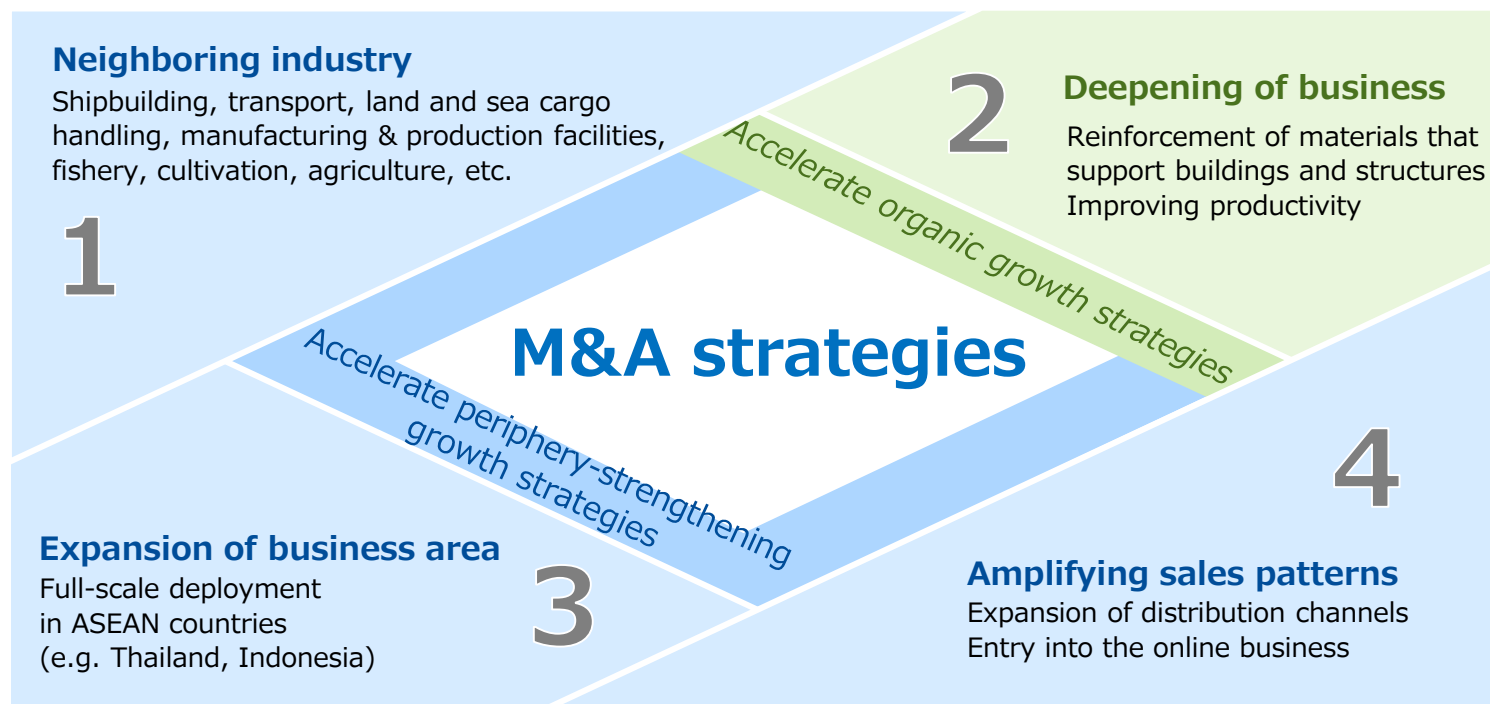 Neighboring industry
Shipbuilding, transport, land and sea cargo
handling, manufacturing & production facilities,
fishery, cultivation, agriculture, etc.
1
2
Deepening of business
Reinforcement of materials that
support buildings and structures
Improving productivity
Accelerate organic growth strategies
M&A strategies
Accelerate periphery-strengthening
growth strategies
Expansion of business area
Full-scale deployment
in ASEAN countries
(e.g. Thailand, Indonesia)
3
4
Amplifying sales patterns
Expansion of distribution channels
Entry into the online business